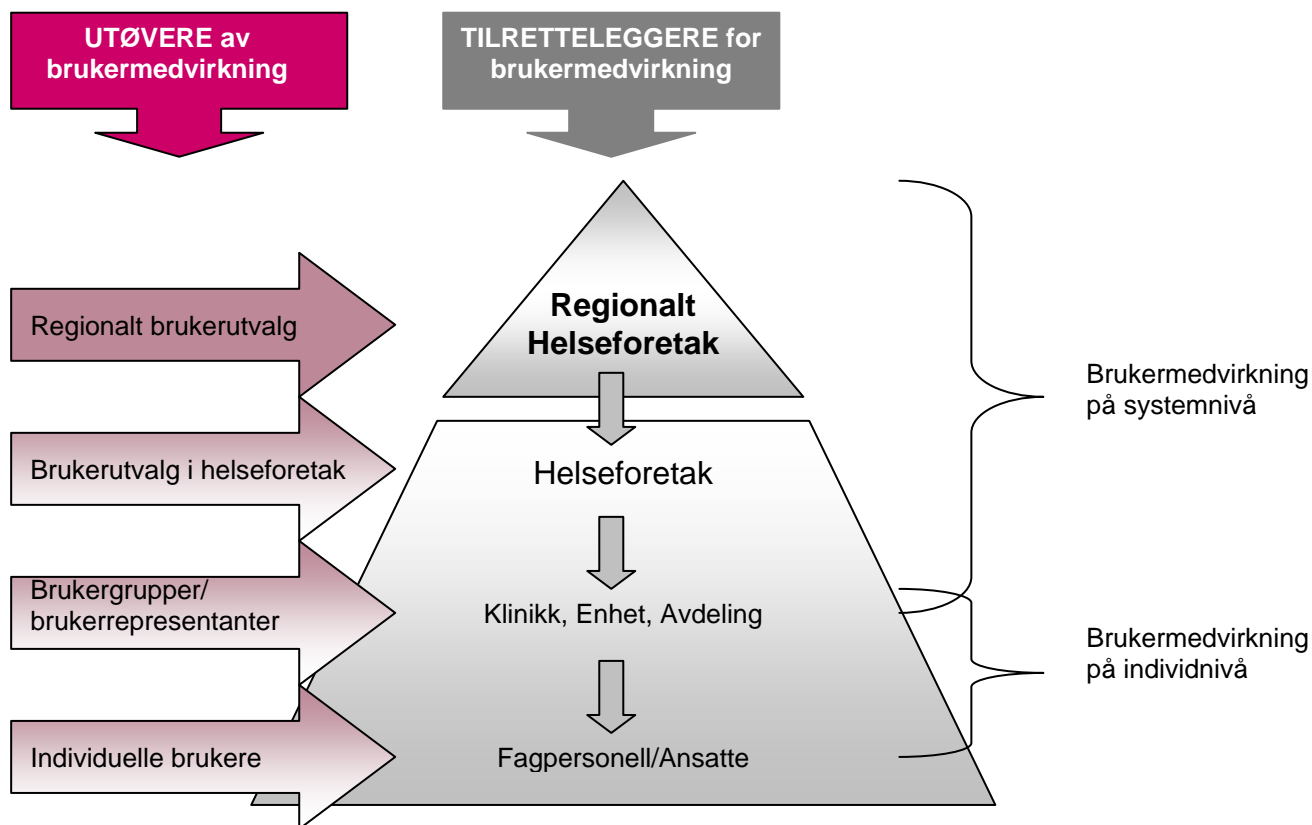 UTØVERE av
brukermedvirkning
TILRETTELEGGERE for
brukermedvirkning
Regionalt brukerutvalg
Regionalt
Helseforetak
Brukermedvirkning
på systemnivå
Brukerutvalg i helseforetak
Helseforetak
Brukergrupper/
brukerrepresentanter
Klinikk, Enhet, Avdeling
Brukermedvirkning
på individnivå
Individuelle brukere
Fagpersonell/Ansatte